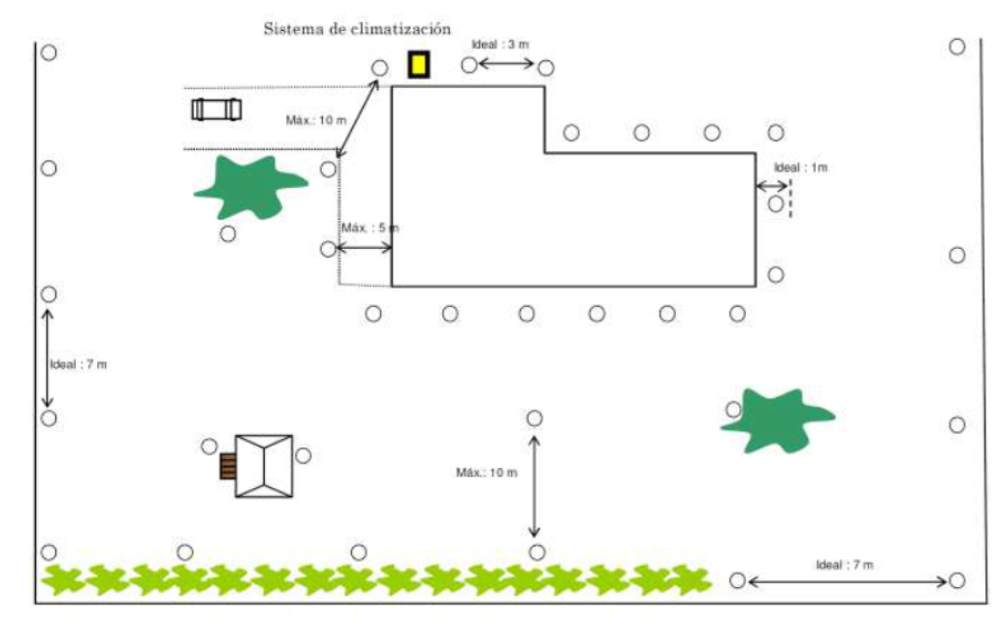 Sistema de climatización
Ideal : 3 m
Máx.: 10 m
Ideal : 1m
Máx. : 5 m
Ideal : 7 m
Máx.: 10 m
Ideal : 7 m